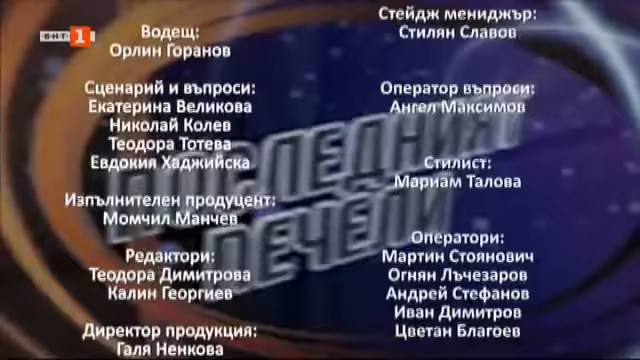 БНТ 1
Водещ:
Орлин Горанов
Сценарий и въпроси:
Екатерина Великова
Николай Колев
Теодора Тотева
Евдокия Хаджийска
Изпълнителен продуцент:
Момчил Манчев
Редактори:
Теодора Димитрова
Калин Георгиев
Директор продукция:
Галя Ненкова
Стейдж мениджър:
Стилян Славов
Оператор въпроси:
Ангел Максимов
Стилист:
Мариам Талова
Оператори:
Мартин Стоянович
Огнян Лъчезаров
Андрей Стефанов
Иван Димитров
Цветан Благоев
ПОСЛЕДНИЯТ
ПЕЧЕЛИ